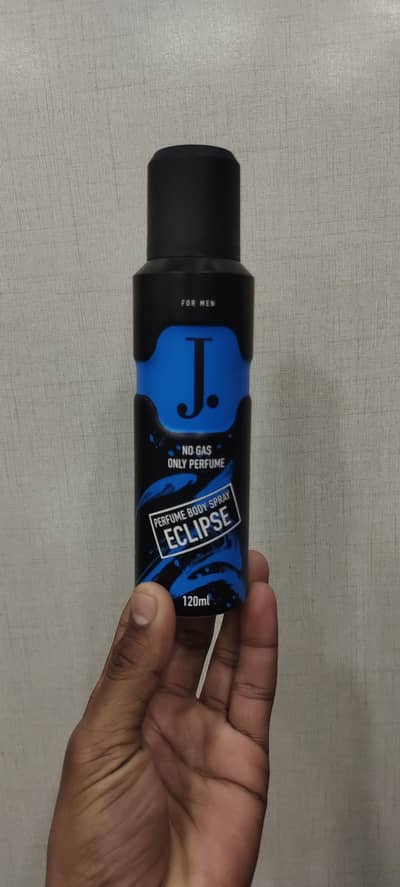 FOR MEN
J.
NO GAS
ONLY PERFUME
PERFUME BODY SPRAY
ECLIPSE
120ml